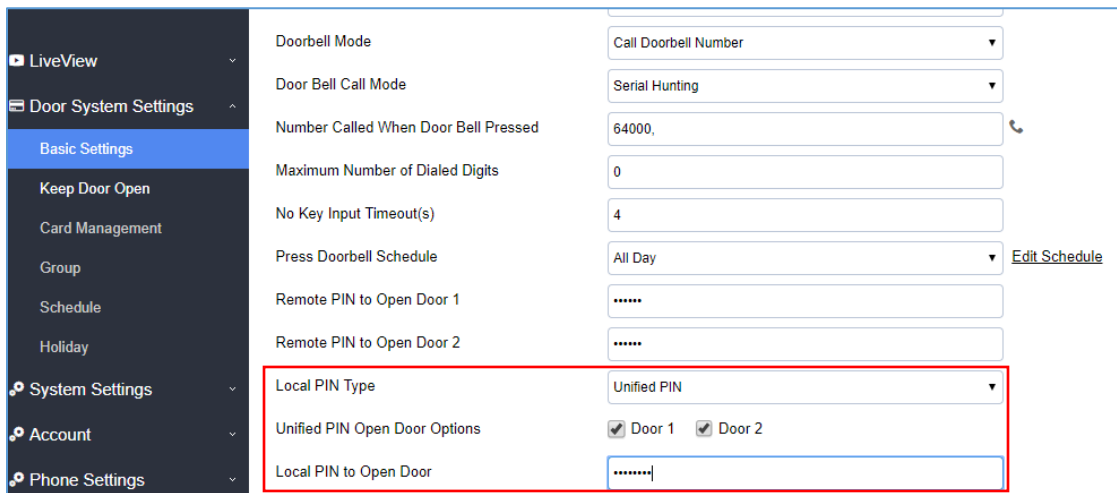 LiveView
Door System Settings
Basic Settings
Keep Door Open
Card Management
Group
Schedule
Holiday
System Settings
Account
Phone Settings
Doorbell Mode Call Doorbell Number
Door Bell Call Mode Serial Hunting
Number Called When Door Bell Pressed 64000,
Maximum Number of Dialed Digits 0
No Key Input Timeout(s) 4
Press Doorbell Schedule All Day Edit Schedule
Remote PIN to Open Door 1 ••••••
Remote PIN to Open Door 2 ••••••
Local PIN Type Unified PIN
Unified PIN Open Door Options Door 1 Door 2
Local PIN to Open Door ••••••••